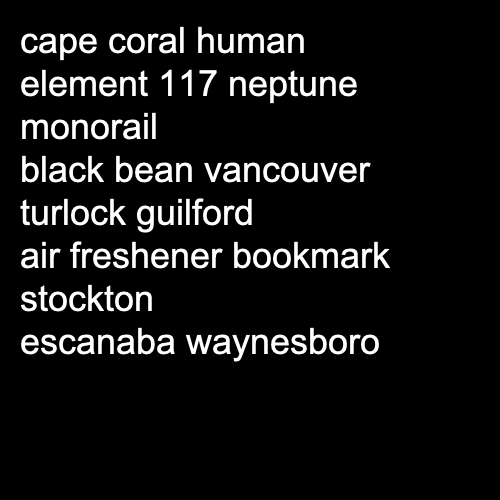 cape coral human
element 117 neptune
monorail
black bean vancouver
turlock guilford
air freshener bookmark
stockton
escanaba waynesboro